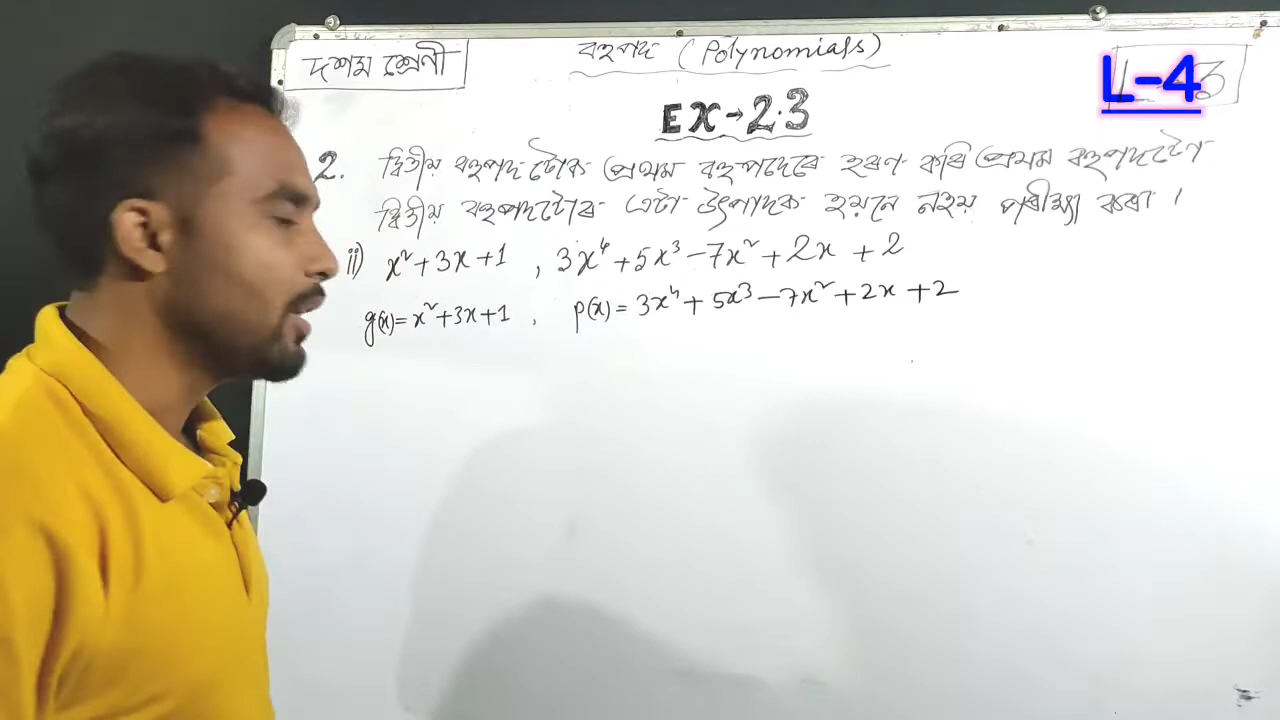 দশম শ্ৰেণী
বহুপদ (Polynomials)
L-4
EX→2.3
2. দ্বিতীয় বহুপদটোক প্ৰথম বহুপদেৰে হৰণ কৰি প্ৰথম বহুপদটো
দ্বিতীয় বহুপদটোৰ এটা উৎপাদক হয়নে নহয় পৰীক্ষা কৰা ।
ii) x²+3x+1 , 3x⁴+5x³-7x²+2x+2
g(x)= x²+3x+1 , p(x)= 3x⁴+5x³-7x²+2x+2